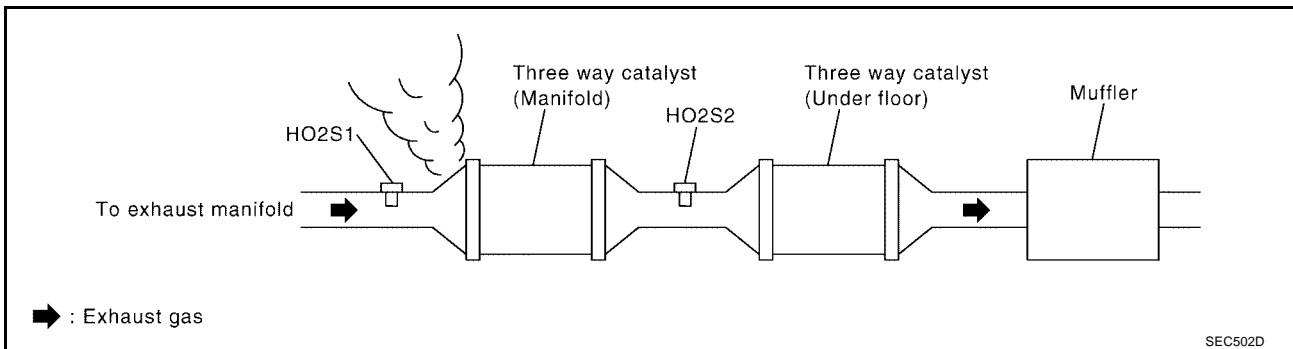 Three way catalyst
(Manifold)
Three way catalyst
(Under floor)
Muffler
HO2S1
HO2S2
To exhaust manifold
: Exhaust gas
SEC502D